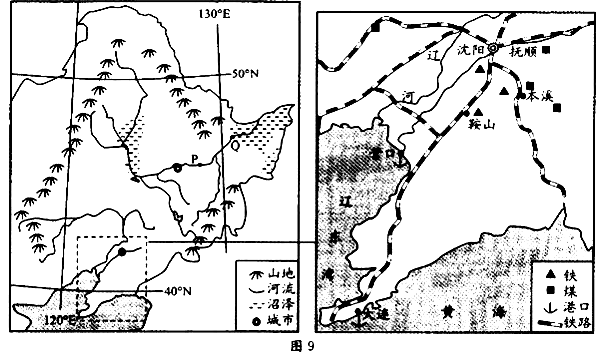 130°E
50°N
P
40°N
120°E
山地
河流
沼泽
城市
沈阳
抚顺
辽
河
本溪
鞍山
营口
辽
东
湾
大连
黄 海
铁
煤
港口
铁路
图9